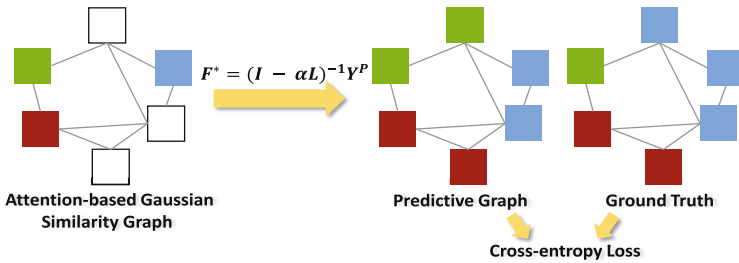 F* = (I − αL)⁻¹Yᴾ
Attention-based Gaussian
Similarity Graph
Predictive Graph
Ground Truth
Cross-entropy Loss